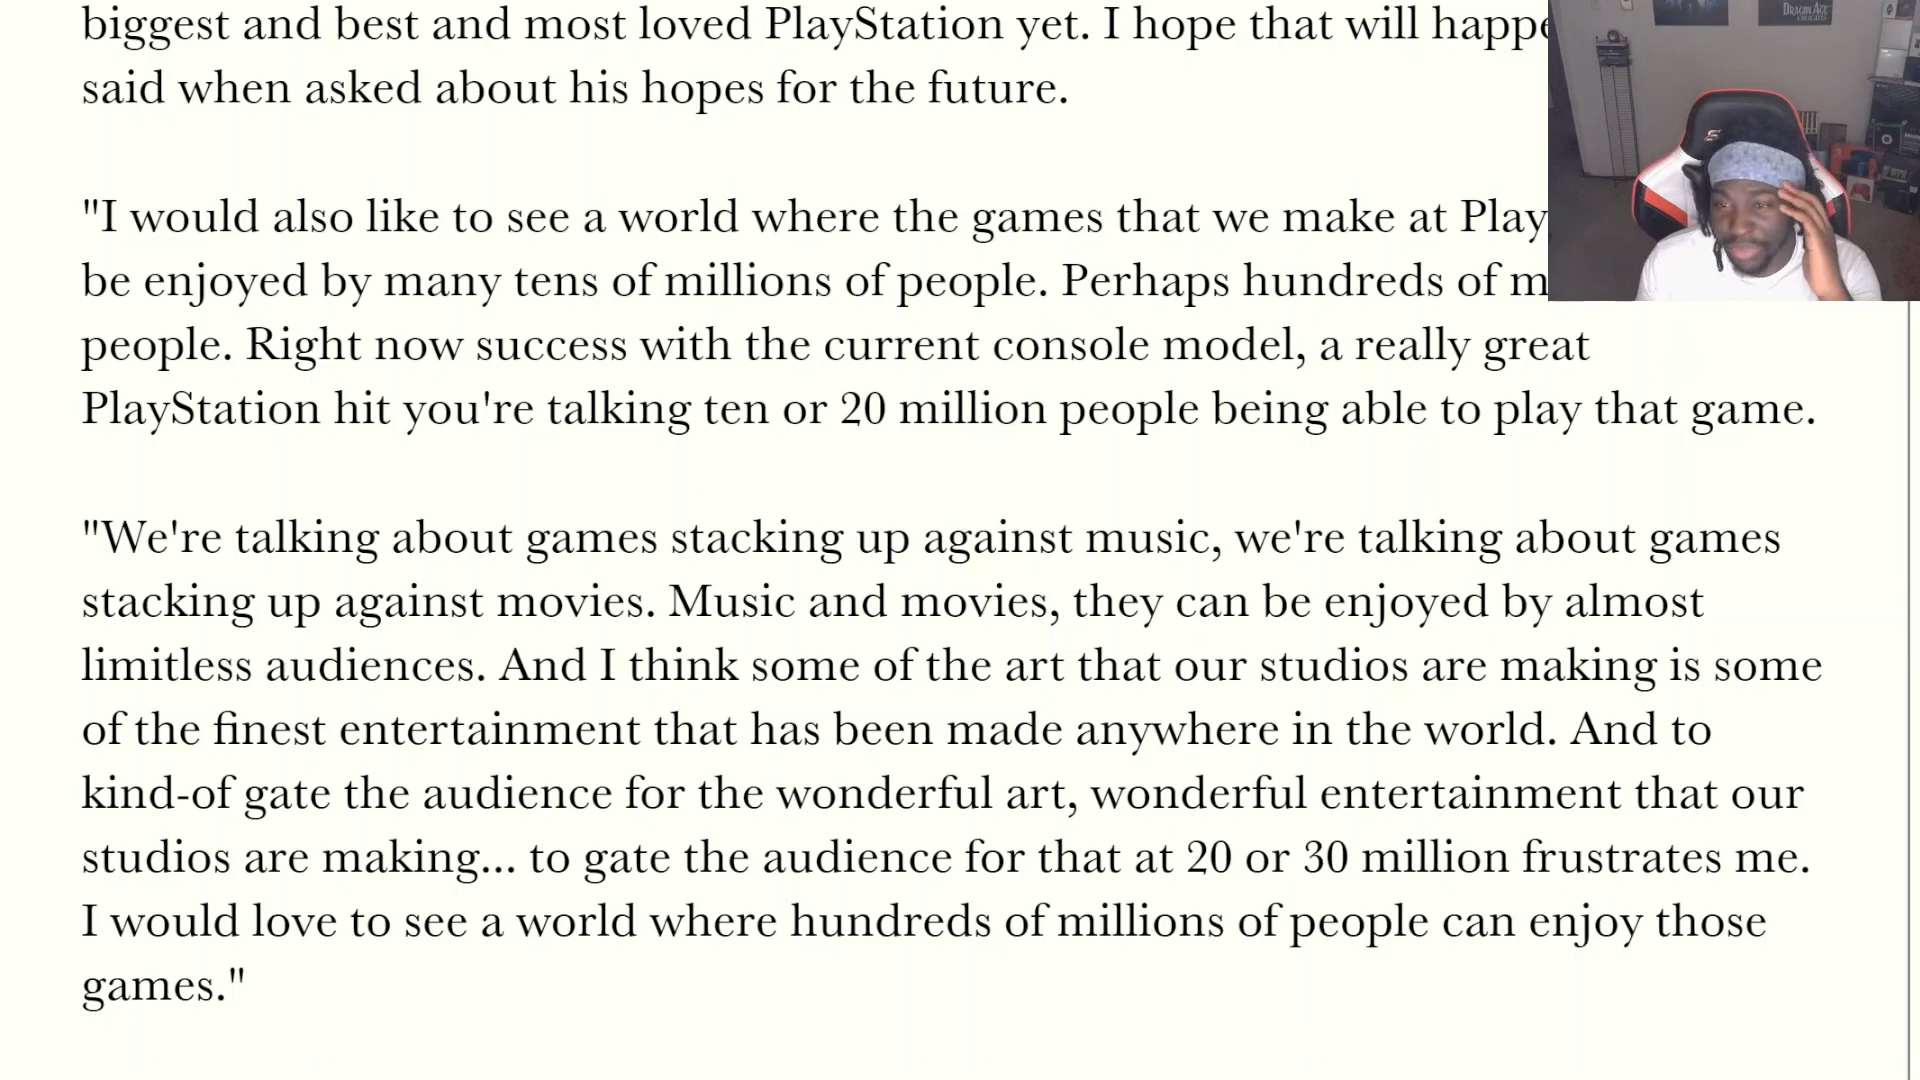 biggest and best and most loved PlayStation yet. I hope that will
said when asked about his hopes for the future.
"I would also like to see a world where the games that we make at
be enjoyed by many tens of millions of people. Perhaps hundreds of
people. Right now success with the current console model, a really great
PlayStation hit you're talking ten or 20 million people being able to play that game.
"We're talking about games stacking up against music, we're talking about games
stacking up against movies. Music and movies, they can be enjoyed by almost
limitless audiences. And I think some of the art that our studios are making is some
of the finest entertainment that has been made anywhere in the world. And to
kind-of gate the audience for the wonderful art, wonderful entertainment that our
studios are making... to gate the audience for that at 20 or 30 million frustrates me.
I would love to see a world where hundreds of millions of people can enjoy those
games."
DRAGON AGE
ORIGINS